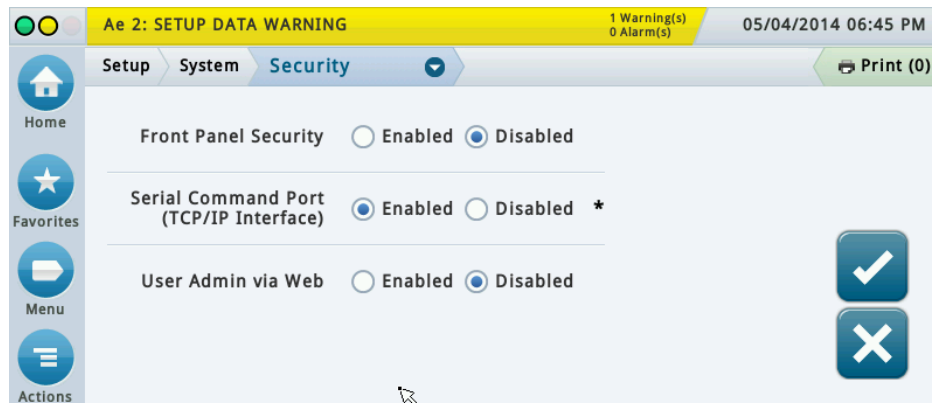 Ae 2: SETUP DATA WARNING
1 Warning(s)
0 Alarm(s)
05/04/2014 06:45 PM
Setup System Security
Print (0)
Home
Favorites
Menu
Actions
Front Panel Security Enabled Disabled
Serial Command Port
(TCP/IP Interface) Enabled Disabled *
User Admin via Web Enabled Disabled